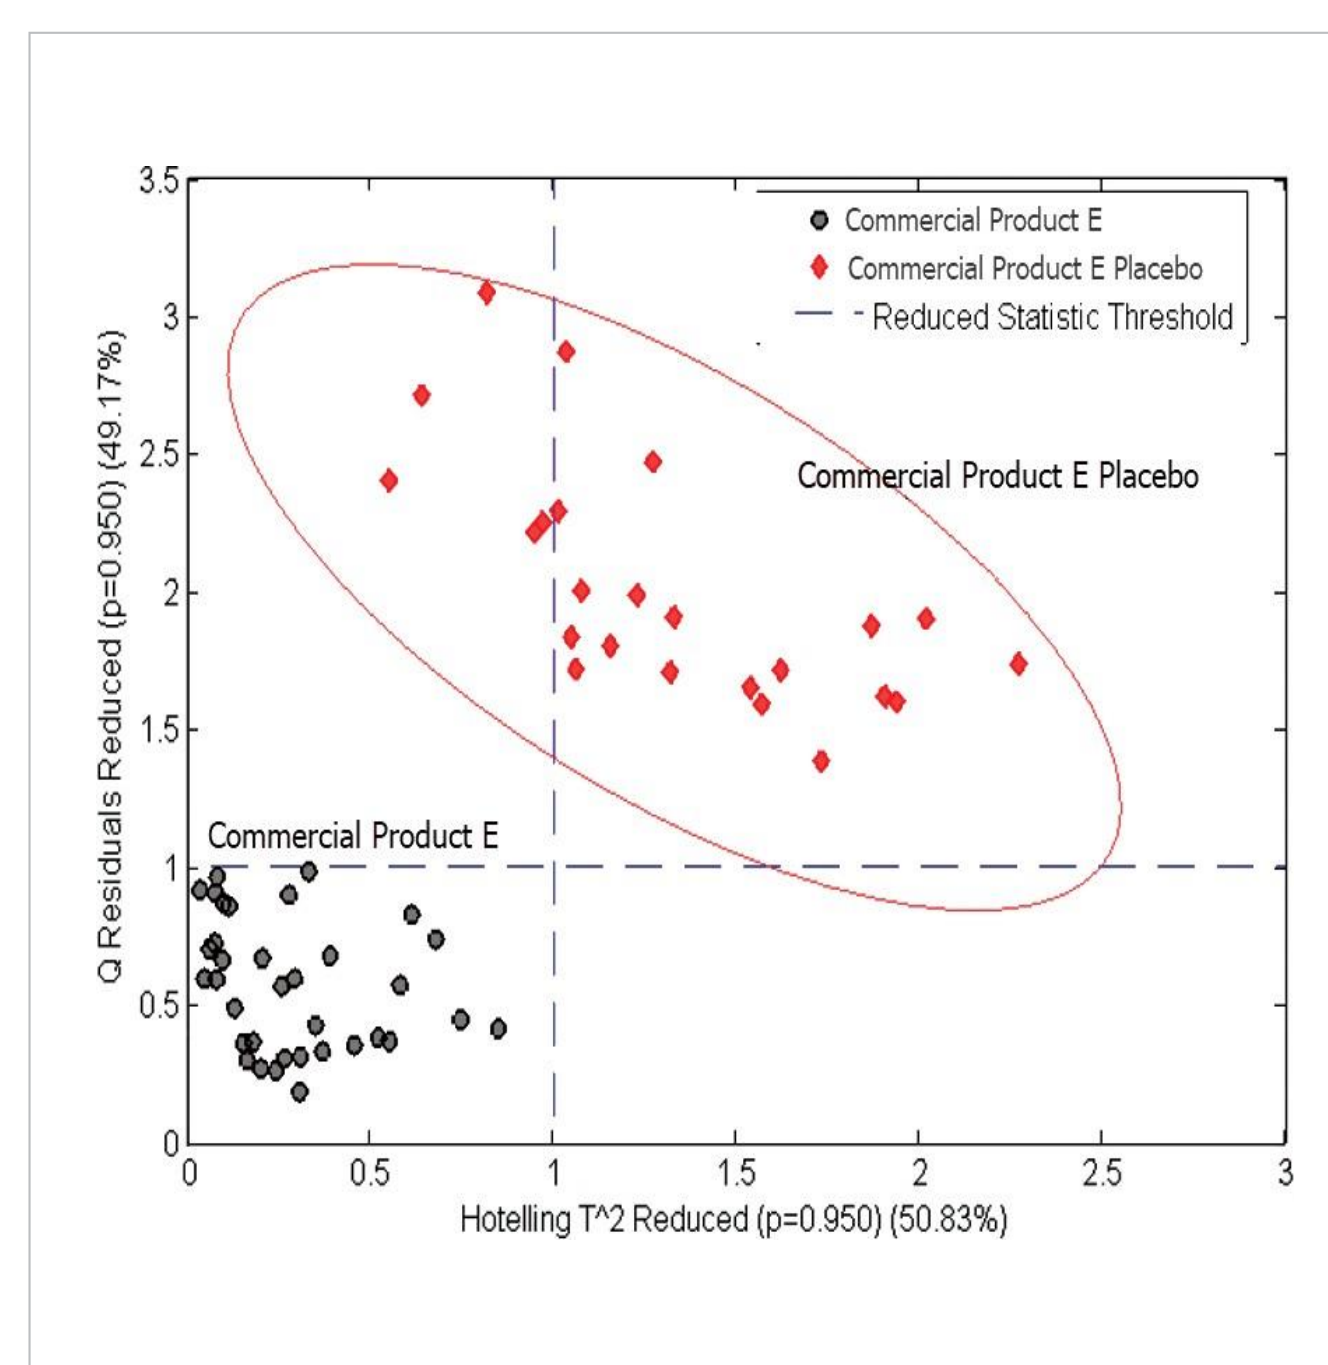 3.5
3
2.5
2
1.5
1
0.5
0
Q Residuals Reduced (p=0.950) (49.17%)
Commercial Product E
Commercial Product E Placebo
Reduced Statistic Threshold
Commercial Product E Placebo
Commercial Product E
0
0.5
1
1.5
2
2.5
3
Hotelling T^2 Reduced (p=0.950) (50.83%)